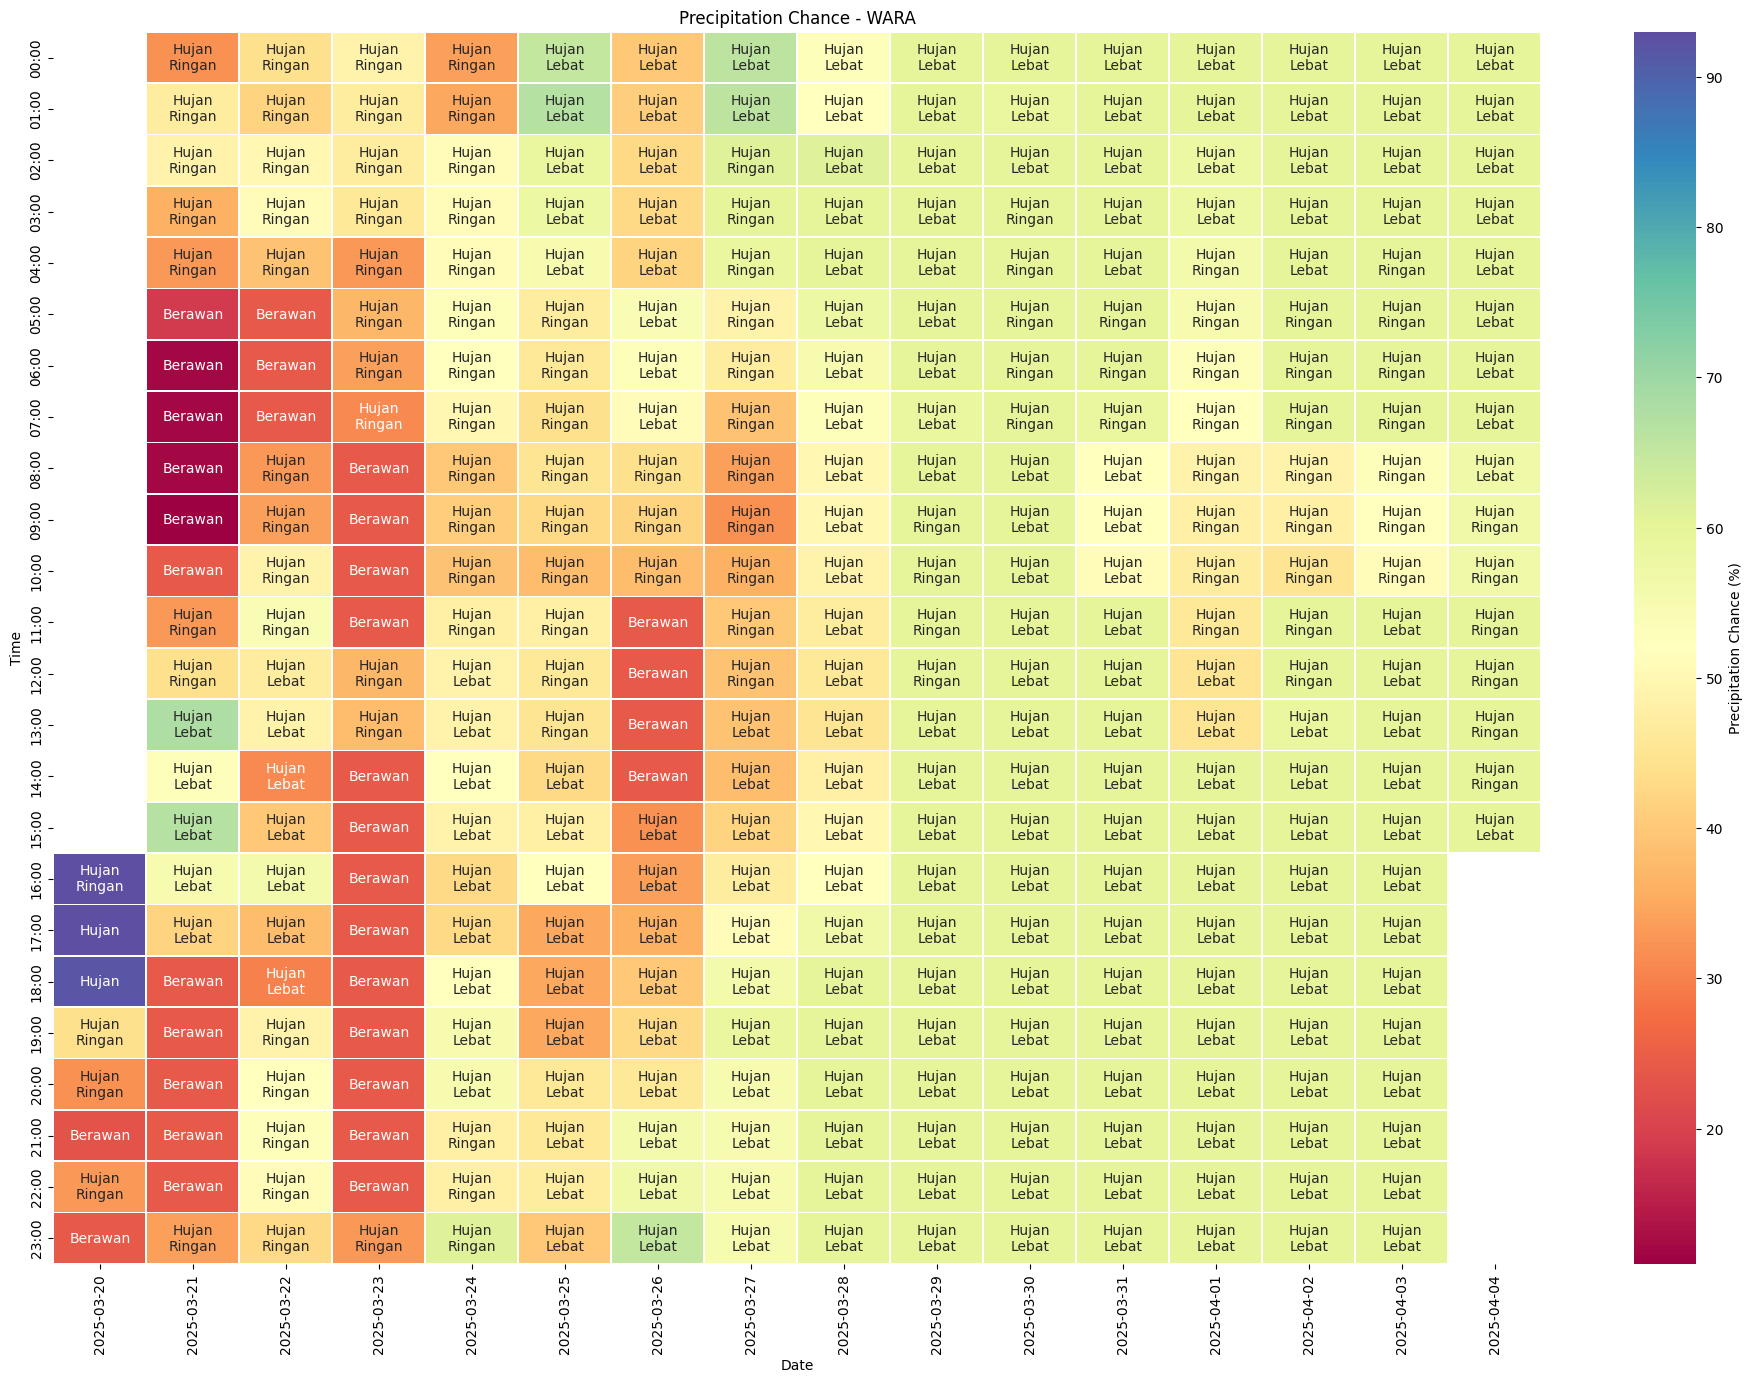 Precipitation Chance - WARA
00:00 Hujan Ringan Hujan Ringan Hujan Ringan Hujan Ringan Hujan Lebat Hujan Lebat Hujan Lebat Hujan Lebat Hujan Lebat Hujan Lebat Hujan Lebat Hujan Lebat Hujan Lebat Hujan Lebat Hujan Lebat
01:00 Hujan Ringan Hujan Ringan Hujan Ringan Hujan Ringan Hujan Lebat Hujan Lebat Hujan Lebat Hujan Lebat Hujan Lebat Hujan Lebat Hujan Lebat Hujan Lebat Hujan Lebat Hujan Lebat Hujan Lebat
02:00 Hujan Ringan Hujan Ringan Hujan Ringan Hujan Ringan Hujan Lebat Hujan Lebat Hujan Ringan Hujan Lebat Hujan Lebat Hujan Lebat Hujan Lebat Hujan Lebat Hujan Lebat Hujan Lebat Hujan Lebat
03:00 Hujan Ringan Hujan Ringan Hujan Ringan Hujan Ringan Hujan Lebat Hujan Lebat Hujan Ringan Hujan Lebat Hujan Lebat Hujan Ringan Hujan Lebat Hujan Lebat Hujan Lebat Hujan Lebat Hujan Lebat
04:00 Hujan Ringan Hujan Ringan Hujan Ringan Hujan Ringan Hujan Lebat Hujan Lebat Hujan Ringan Hujan Lebat Hujan Lebat Hujan Ringan Hujan Lebat Hujan Ringan Hujan Lebat Hujan Ringan Hujan Lebat
05:00 Berawan Berawan Hujan Ringan Hujan Ringan Hujan Ringan Hujan Lebat Hujan Ringan Hujan Lebat Hujan Lebat Hujan Ringan Hujan Ringan Hujan Ringan Hujan Ringan Hujan Ringan Hujan Lebat
06:00 Berawan Berawan Hujan Ringan Hujan Ringan Hujan Ringan Hujan Lebat Hujan Ringan Hujan Lebat Hujan Lebat Hujan Ringan Hujan Ringan Hujan Ringan Hujan Ringan Hujan Ringan Hujan Lebat
07:00 Berawan Berawan Hujan Ringan Hujan Ringan Hujan Ringan Hujan Lebat Hujan Ringan Hujan Lebat Hujan Lebat Hujan Ringan Hujan Ringan Hujan Ringan Hujan Ringan Hujan Ringan Hujan Lebat
08:00 Berawan Hujan Ringan Berawan Hujan Ringan Hujan Ringan Hujan Ringan Hujan Ringan Hujan Lebat Hujan Lebat Hujan Lebat Hujan Lebat Hujan Ringan Hujan Ringan Hujan Ringan Hujan Lebat
09:00 Berawan Hujan Ringan Berawan Hujan Ringan Hujan Ringan Hujan Ringan Hujan Ringan Hujan Lebat Hujan Ringan Hujan Lebat Hujan Lebat Hujan Ringan Hujan Ringan Hujan Ringan Hujan Ringan
10:00 Berawan Hujan Ringan Berawan Hujan Ringan Hujan Ringan Hujan Ringan Hujan Ringan Hujan Lebat Hujan Ringan Hujan Lebat Hujan Lebat Hujan Ringan Hujan Ringan Hujan Ringan Hujan Ringan
11:00 Hujan Ringan Hujan Ringan Berawan Hujan Ringan Hujan Ringan Berawan Hujan Ringan Hujan Lebat Hujan Ringan Hujan Lebat Hujan Lebat Hujan Ringan Hujan Ringan Hujan Lebat Hujan Ringan
12:00 Hujan Ringan Hujan Lebat Hujan Ringan Hujan Lebat Hujan Ringan Berawan Hujan Ringan Hujan Lebat Hujan Ringan Hujan Lebat Hujan Lebat Hujan Lebat Hujan Ringan Hujan Lebat Hujan Ringan
13:00 Hujan Lebat Hujan Lebat Hujan Ringan Hujan Lebat Hujan Ringan Berawan Hujan Lebat Hujan Lebat Hujan Lebat Hujan Lebat Hujan Lebat Hujan Lebat Hujan Lebat Hujan Lebat Hujan Ringan
14:00 Hujan Lebat Hujan Lebat Berawan Hujan Lebat Hujan Lebat Berawan Hujan Lebat Hujan Lebat Hujan Lebat Hujan Lebat Hujan Lebat Hujan Lebat Hujan Lebat Hujan Lebat Hujan Ringan
15:00 Hujan Lebat Hujan Lebat Berawan Hujan Lebat Hujan Lebat Hujan Lebat Hujan Lebat Hujan Lebat Hujan Lebat Hujan Lebat Hujan Lebat Hujan Lebat Hujan Lebat Hujan Lebat Hujan Lebat
16:00 Hujan Ringan Hujan Lebat Hujan Lebat Berawan Hujan Lebat Hujan Lebat Hujan Lebat Hujan Lebat Hujan Lebat Hujan Lebat Hujan Lebat Hujan Lebat Hujan Lebat Hujan Lebat Hujan Lebat
17:00 Hujan Hujan Lebat Hujan Lebat Berawan Hujan Lebat Hujan Lebat Hujan Lebat Hujan Lebat Hujan Lebat Hujan Lebat Hujan Lebat Hujan Lebat Hujan Lebat Hujan Lebat Hujan Lebat
18:00 Hujan Berawan Hujan Lebat Berawan Hujan Lebat Hujan Lebat Hujan Lebat Hujan Lebat Hujan Lebat Hujan Lebat Hujan Lebat Hujan Lebat Hujan Lebat Hujan Lebat Hujan Lebat
19:00 Hujan Ringan Berawan Hujan Ringan Berawan Hujan Lebat Hujan Lebat Hujan Lebat Hujan Lebat Hujan Lebat Hujan Lebat Hujan Lebat Hujan Lebat Hujan Lebat Hujan Lebat Hujan Lebat
20:00 Hujan Ringan Berawan Hujan Ringan Berawan Hujan Lebat Hujan Lebat Hujan Lebat Hujan Lebat Hujan Lebat Hujan Lebat Hujan Lebat Hujan Lebat Hujan Lebat Hujan Lebat Hujan Lebat
21:00 Berawan Berawan Hujan Ringan Berawan Hujan Ringan Hujan Lebat Hujan Lebat Hujan Lebat Hujan Lebat Hujan Lebat Hujan Lebat Hujan Lebat Hujan Lebat Hujan Lebat Hujan Lebat
22:00 Hujan Ringan Berawan Hujan Ringan Berawan Hujan Ringan Hujan Lebat Hujan Lebat Hujan Lebat Hujan Lebat Hujan Lebat Hujan Lebat Hujan Lebat Hujan Lebat Hujan Lebat Hujan Lebat
23:00 Berawan Hujan Ringan Hujan Ringan Hujan Ringan Hujan Ringan Hujan Lebat Hujan Lebat Hujan Lebat Hujan Lebat Hujan Lebat Hujan Lebat Hujan Lebat Hujan Lebat Hujan Lebat Hujan Lebat
Time
2025-03-20 2025-03-21 2025-03-22 2025-03-23 2025-03-24 2025-03-25 2025-03-26 2025-03-27 2025-03-28 2025-03-29 2025-03-30 2025-03-31 2025-04-01 2025-04-02 2025-04-03 2025-04-04
Date
90
80
70
60
50
40
30
20
Precipitation Chance (%)